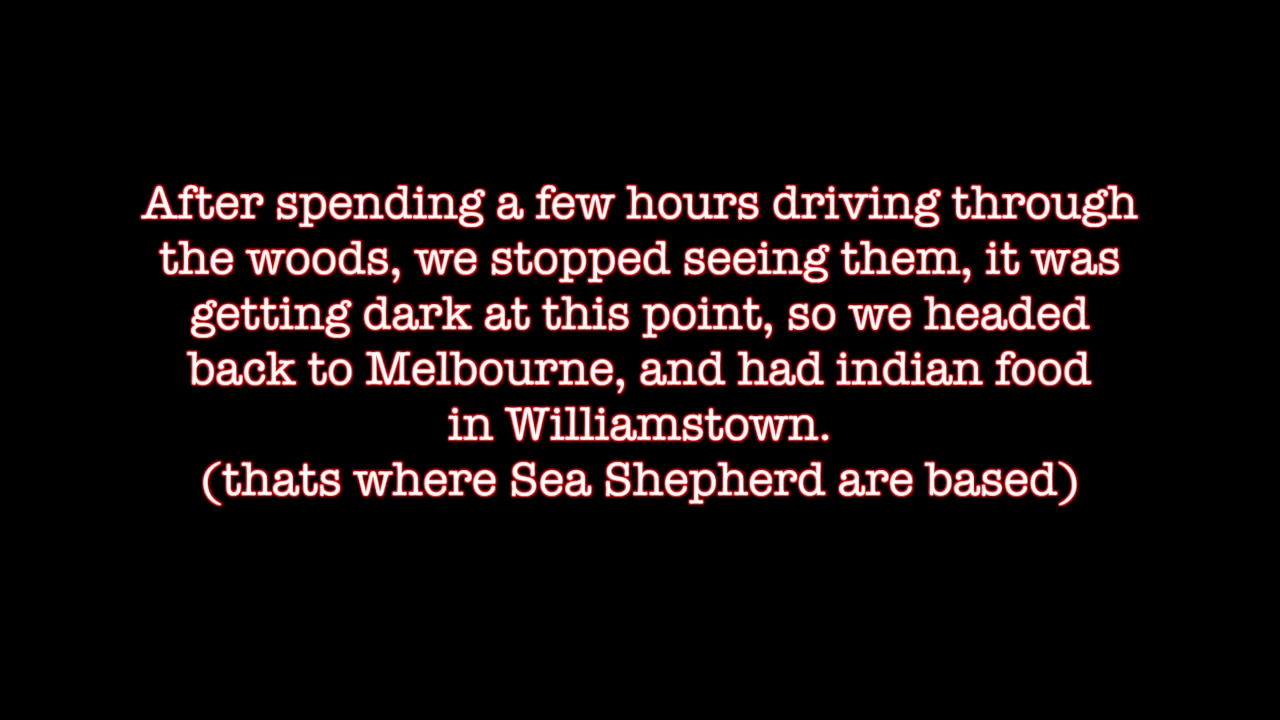 After spending a few hours driving through
the woods, we stopped seeing them, it was
getting dark at this point, so we headed
back to Melbourne, and had indian food
in Williamstown.
(thats where Sea Shepherd are based)